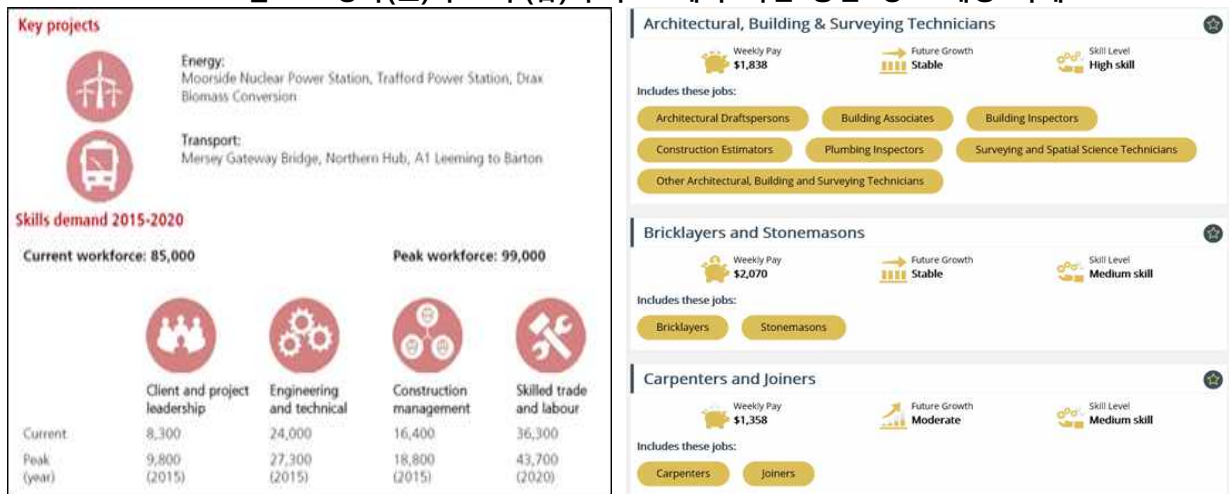 Key projects
Energy:
Moorside Nuclear Power Station, Trafford Power Station, Drax
Biomass Conversion
Transport:
Mersey Gateway Bridge, Northern Hub, A1 Leeming to Barton
Skills demand 2015-2020
Current workforce: 85,000
Peak workforce: 99,000
Client and project
leadership
Engineering
and technical
Construction
management
Skilled trade
and labour
Current 8,300 24,000 16,400 36,300
Peak 9,800 27,300 18,800 43,700
(year) (2015) (2015) (2015) (2020)
Architectural, Building & Surveying Technicians
Weekly Pay
$1,838
Future Growth
Stable
Skill Level
High skill
Includes these jobs:
Architectural Draftspersons Building Associates Building Inspectors
Construction Estimators Plumbing Inspectors Surveying and Spatial Science Technicians
Other Architectural, Building and Surveying Technicians
Bricklayers and Stonemasons
Weekly Pay
$2,070
Future Growth
Stable
Skill Level
Medium skill
Includes these jobs:
Bricklayers Stonemasons
Carpenters and Joiners
Weekly Pay
$1,358
Future Growth
Moderate
Skill Level
Medium skill
Includes these jobs:
Carpenters Joiners